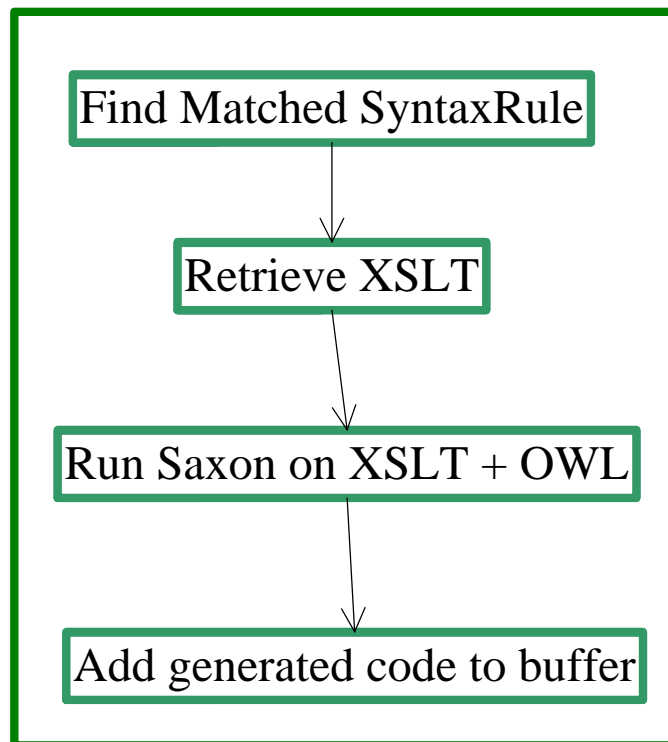 Find Matched SyntaxRule
Retrieve XSLT
Run Saxon on XSLT + OWL
Add generated code to buffer